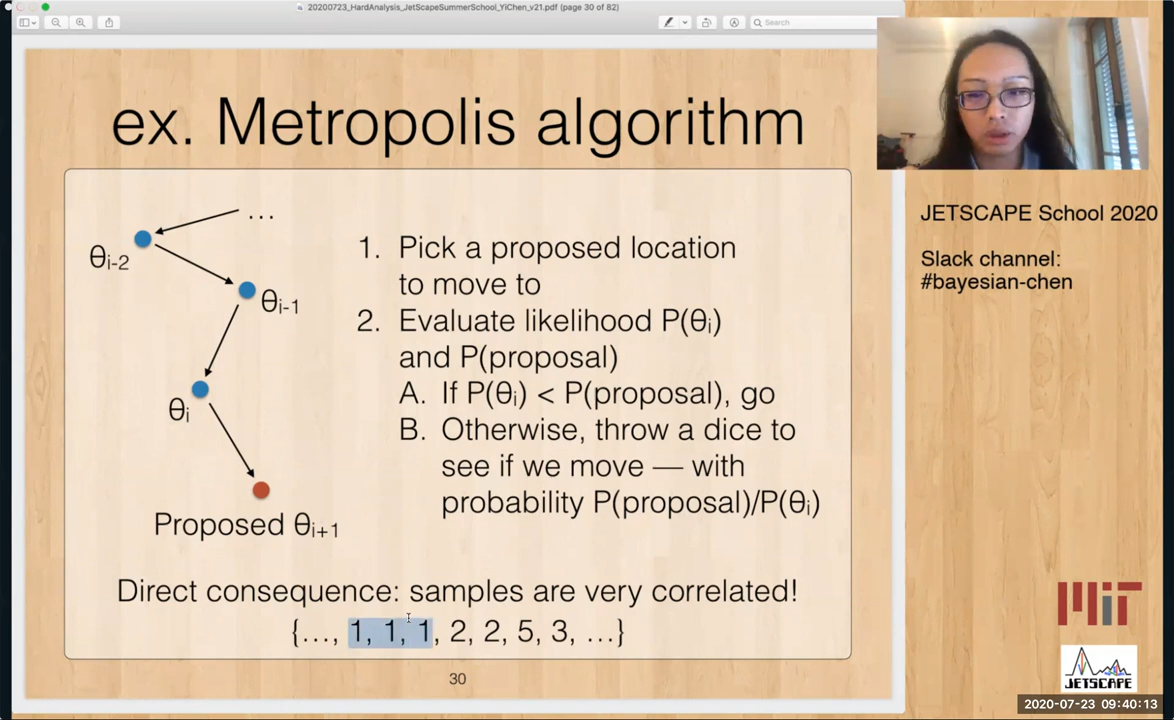 20200723_HardAnalysis_JetScapeSummerSchool_YiChen_v21.pdf (page 30 of 82)
Search
ex. Metropolis algorithm
...
θi-2
θi-1
θi
Proposed θi+1
1. Pick a proposed location
to move to
2. Evaluate likelihood P(θi)
and P(proposal)
A. If P(θi) < P(proposal), go
B. Otherwise, throw a dice to
see if we move — with
probability P(proposal)/P(θi)
Direct consequence: samples are very correlated!
{..., 1, 1, 1, 2, 2, 5, 3, ...}
30
JETSCAPE School 2020
Slack channel:
#bayesian-chen
MIT
JETSCAPE
2020-07-23 09:40:13